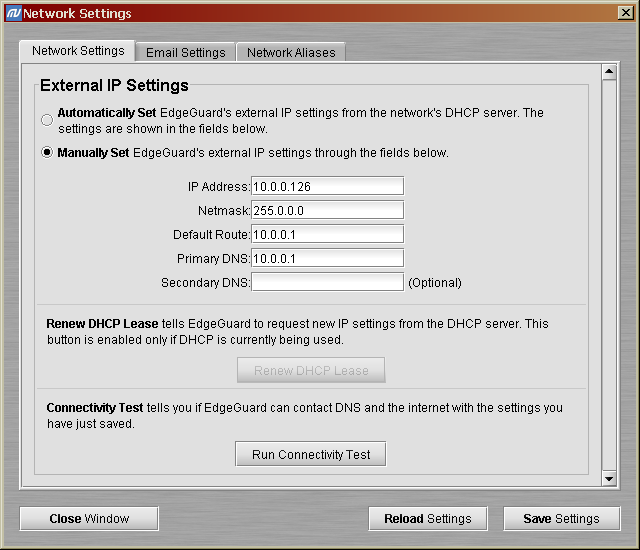 Network Settings
Network Settings
Email Settings
Network Aliases
External IP Settings
Automatically Set EdgeGuard's external IP settings from the network's DHCP server. The
settings are shown in the fields below.
Manually Set EdgeGuard's external IP settings through the fields below.
IP Address: 10.0.0.126
Netmask: 255.0.0.0
Default Route: 10.0.0.1
Primary DNS: 10.0.0.1
Secondary DNS: (Optional)
Renew DHCP Lease tells EdgeGuard to request new IP settings from the DHCP server. This
button is enabled only if DHCP is currently being used.
Renew DHCP Lease
Connectivity Test tells you if EdgeGuard can contact DNS and the internet with the settings you
have just saved.
Run Connectivity Test
Close Window
Reload Settings
Save Settings